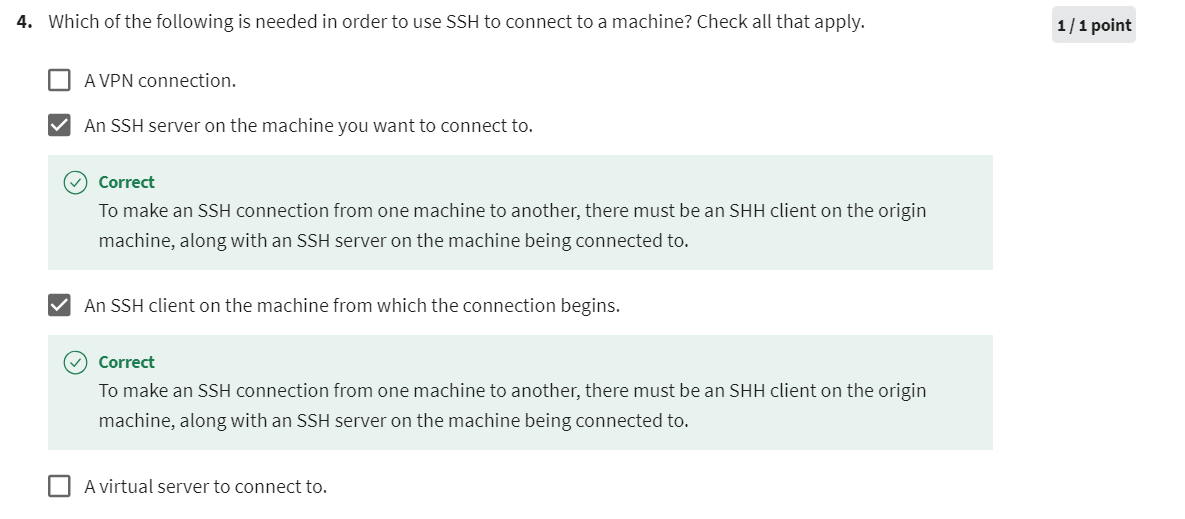 4. Which of the following is needed in order to use SSH to connect to a machine? Check all that apply.
1 / 1 point
A VPN connection.
An SSH server on the machine you want to connect to.
Correct
To make an SSH connection from one machine to another, there must be an SHH client on the origin
machine, along with an SSH server on the machine being connected to.
An SSH client on the machine from which the connection begins.
Correct
To make an SSH connection from one machine to another, there must be an SHH client on the origin
machine, along with an SSH server on the machine being connected to.
A virtual server to connect to.